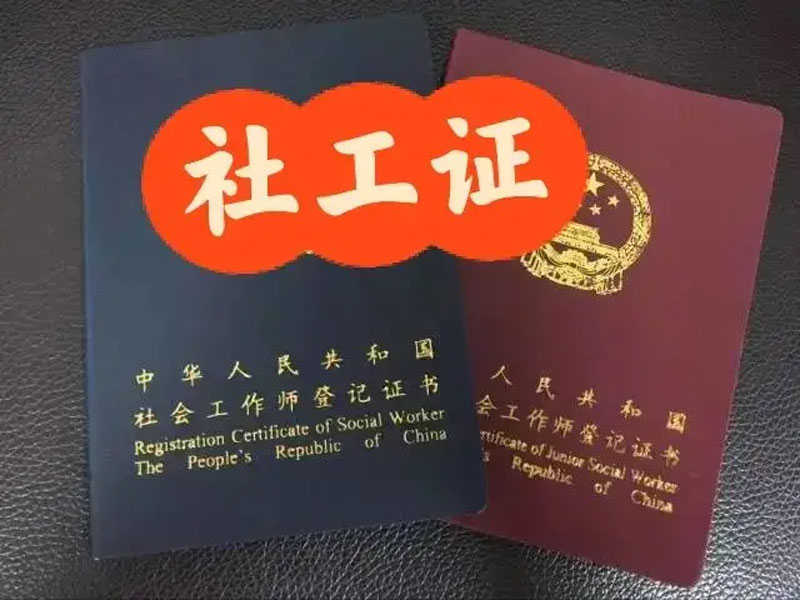 社工证
中华人民共和国
社会工作师登记证书
Registration Certificate of Social Worker
The People's Republic of China
人民共和国
会工作师登记证书
ertificate of Junior Social Worker
's Republic of China